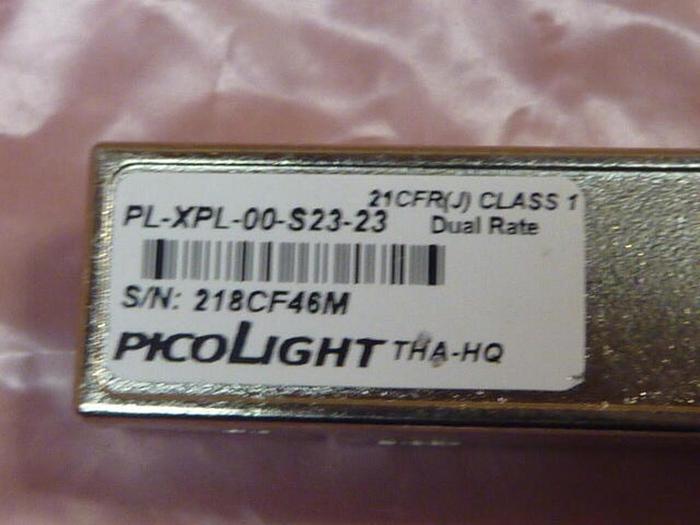 21CFR(J) CLASS 1
PL-XPL-00-S23-23 Dual Rate
S/N: 218CF46M
PICOLIGHT THA-HQ